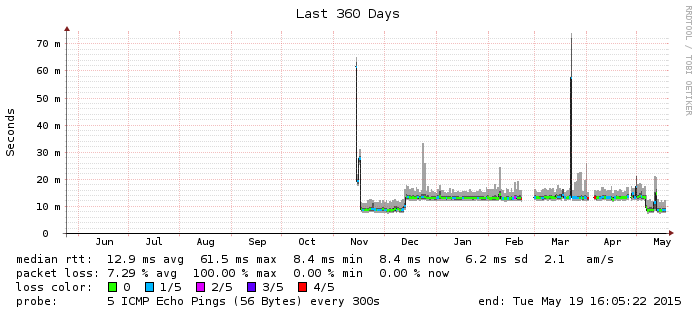 Last 360 Days
RRDTOOL / TOBI OETIKER
Seconds
70 m
60 m
50 m
40 m
30 m
20 m
10 m
0
Jun Jul Aug Sep Oct Nov Dec Jan Feb Mar Apr May
median rtt: 12.9 ms avg 61.5 ms max 8.4 ms min 8.4 ms now 6.2 ms sd 2.1 am/s
packet loss: 7.29 % avg 100.00 % max 0.00 % min 0.00 % now
loss color: 0 1/5 2/5 3/5 4/5
probe: 5 ICMP Echo Pings (56 Bytes) every 300s end: Tue May 19 16:05:22 2015